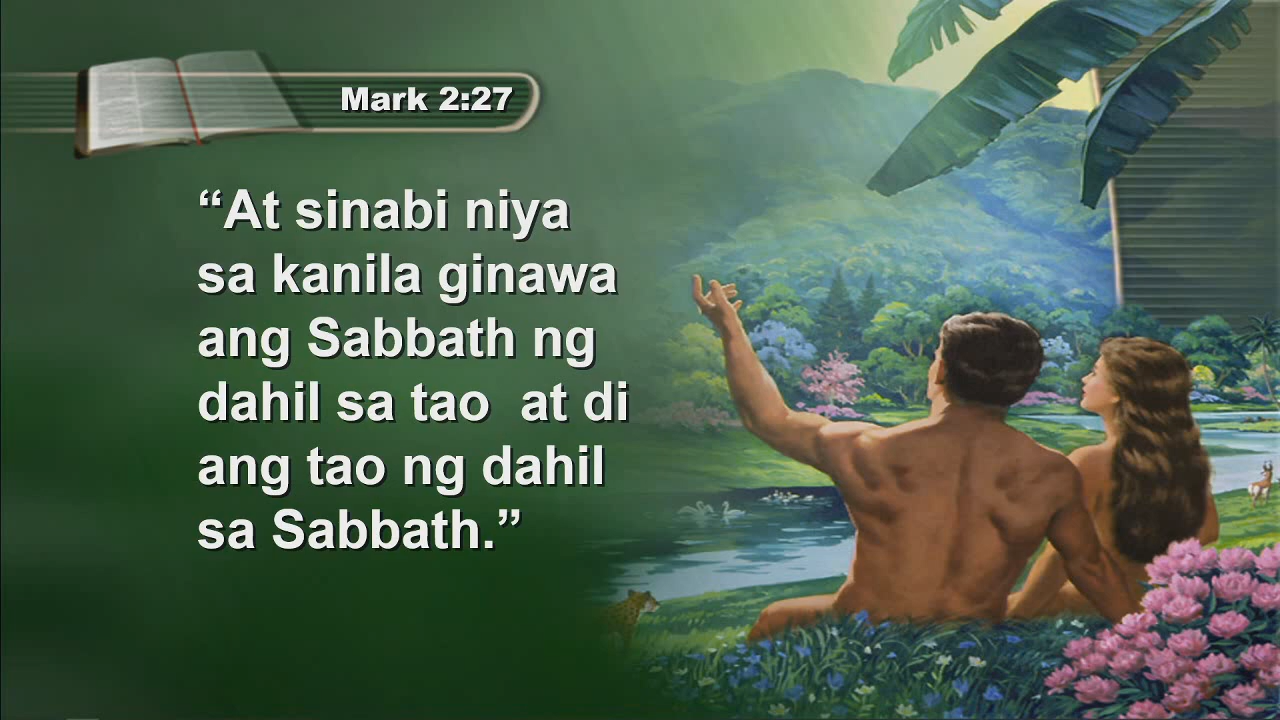 Mark 2:27
“At sinabi niya
sa kanila ginawa
ang Sabbath ng
dahil sa tao  at di
ang tao ng dahil
sa Sabbath.”